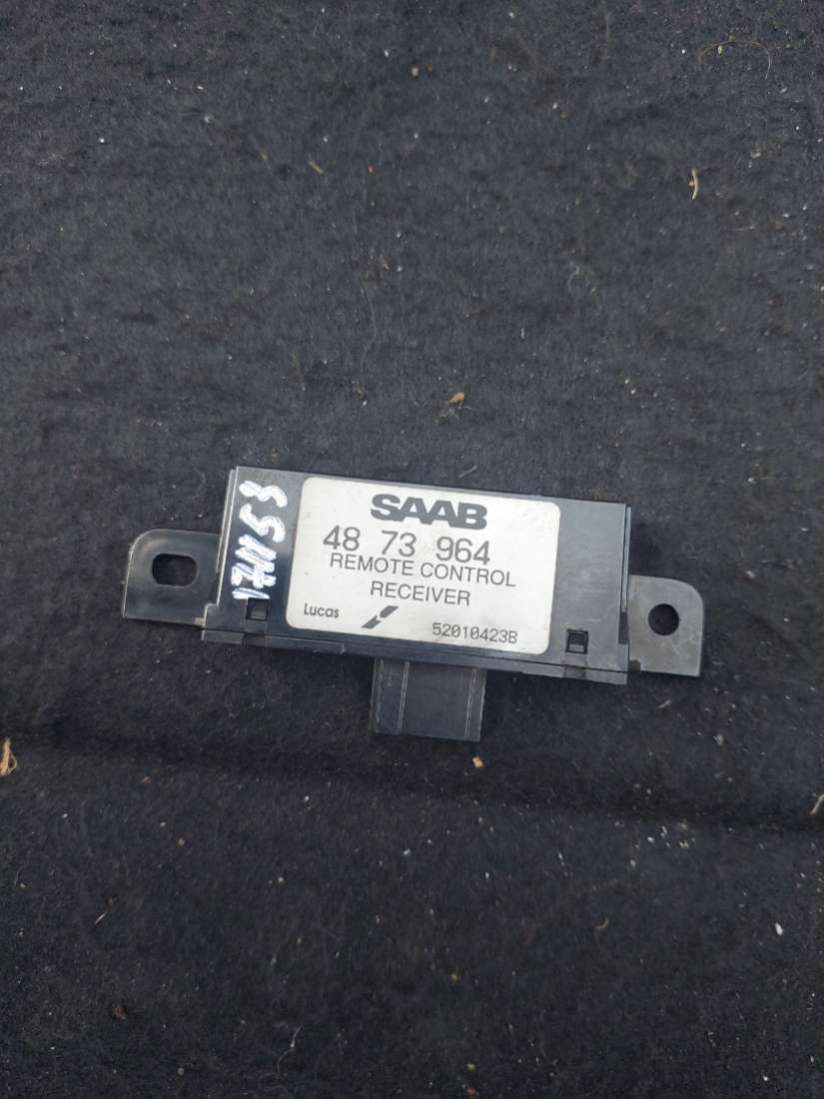 SAAB
48 73 964
REMOTE CONTROL
RECEIVER
Lucas
52010423B